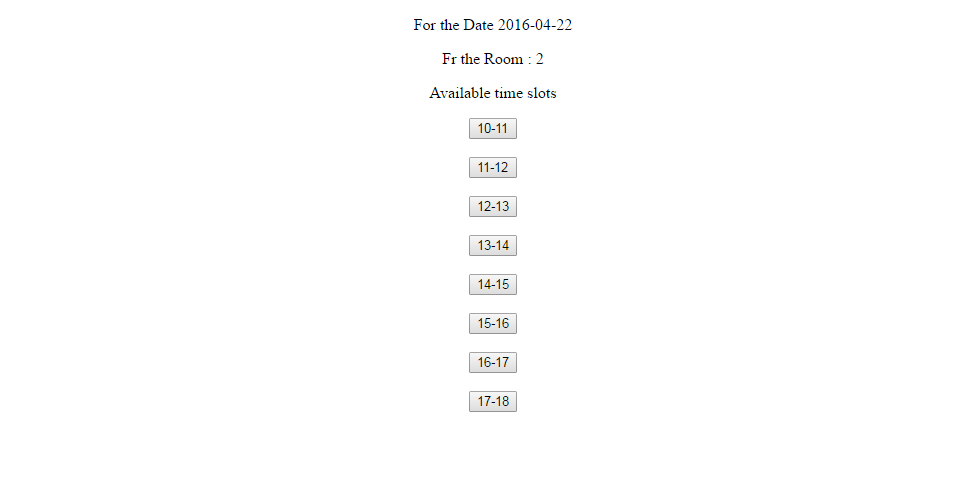 For the Date 2016-04-22
Fr the Room : 2
Available time slots
10-11
11-12
12-13
13-14
14-15
15-16
16-17
17-18